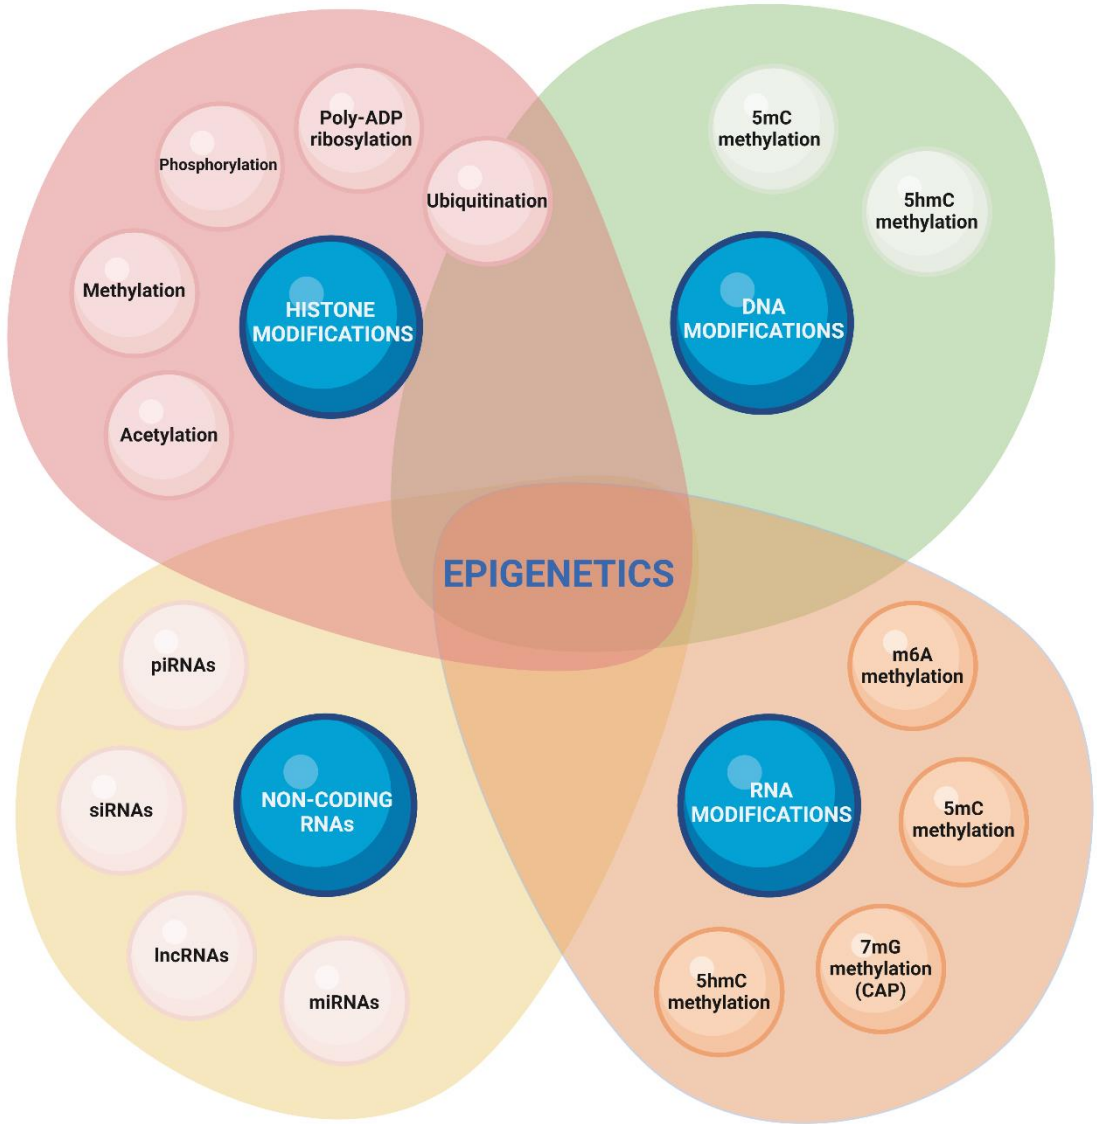 Poly-ADP
ribosylation
Phosphorylation
Ubiquitination
Methylation
HISTONE
MODIFICATIONS
Acetylation
5mC
methylation
5hmC
methylation
DNA
MODIFICATIONS
EPIGENETICS
piRNAs
siRNAs
NON-CODING
RNAs
lncRNAs
miRNAs
m6A
methylation
RNA
MODIFICATIONS
5mC
methylation
7mG
methylation
(CAP)
5hmC
methylation